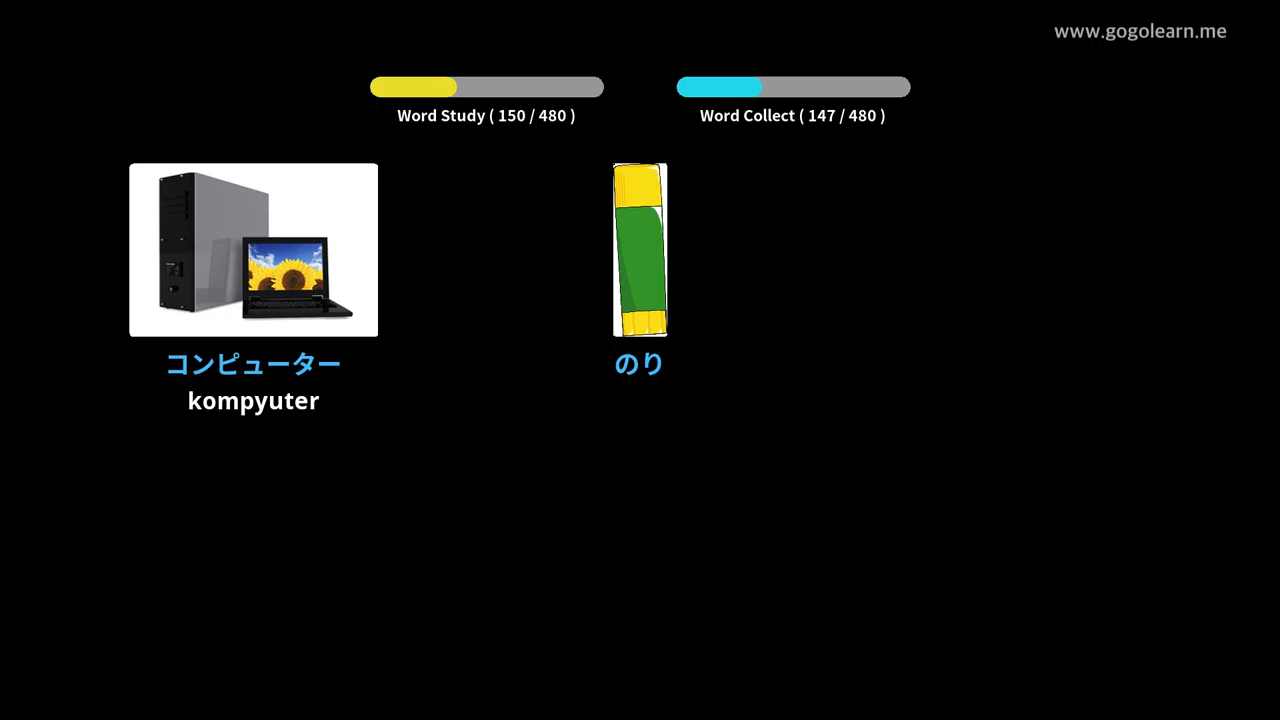 www.gogolearn.me
Word Study ( 150 / 480 )
Word Collect ( 147 / 480 )
コンピューター
kompyuter
のり